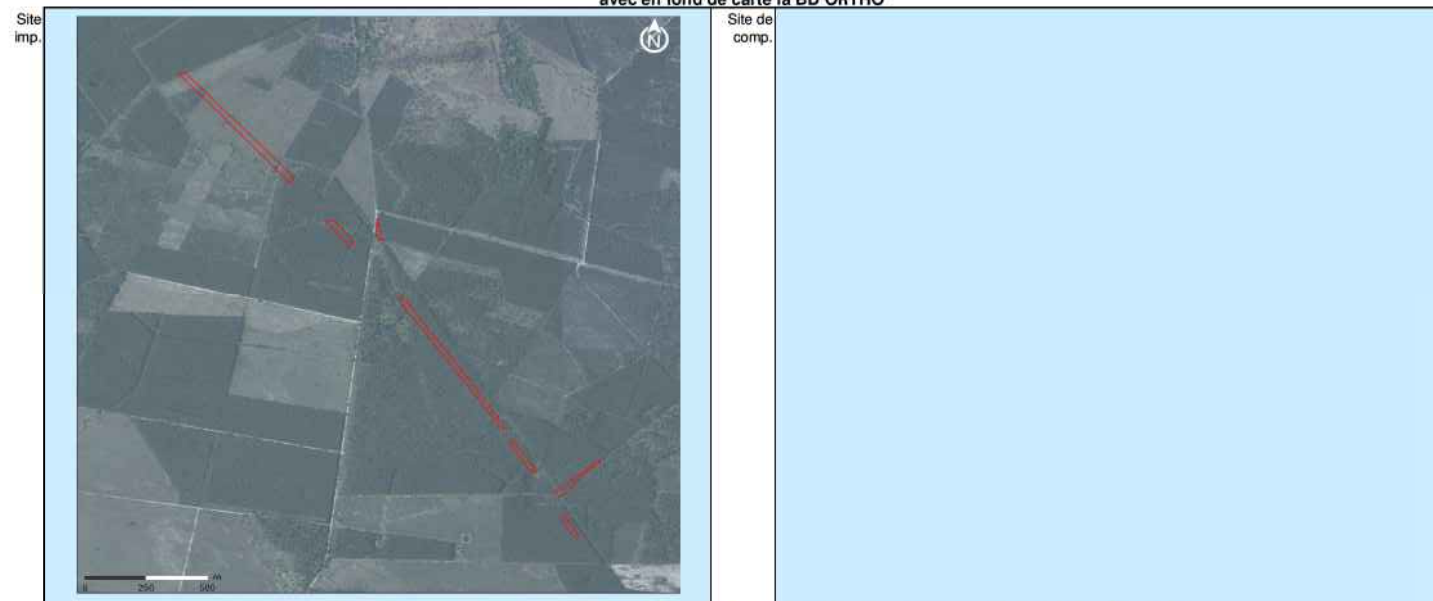 avec en fond de carte la BD ORTHO
Site imp.
Site de comp.
N
0 250 500 m